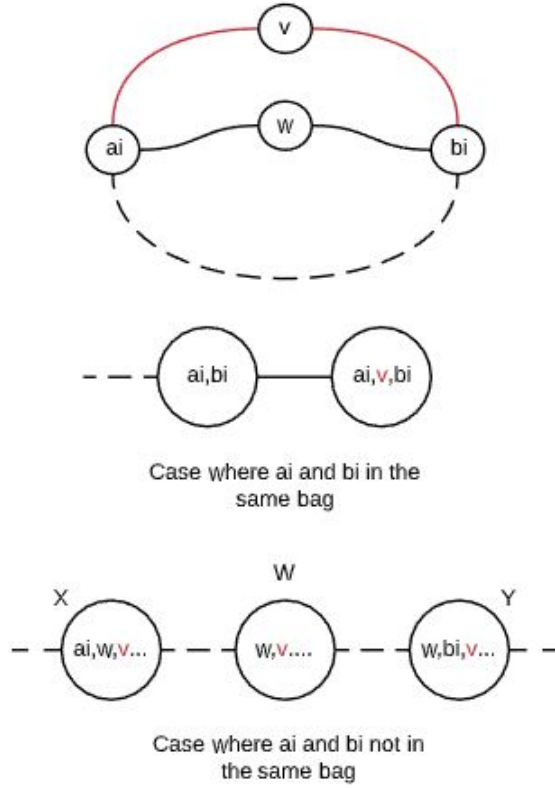 v
w
ai
bi
ai,bi
ai,v,bi
Case where ai and bi in the
same bag
W
X
Y
ai,w,v...
w,v....
w,bi,v...
Case where ai and bi not in
the same bag